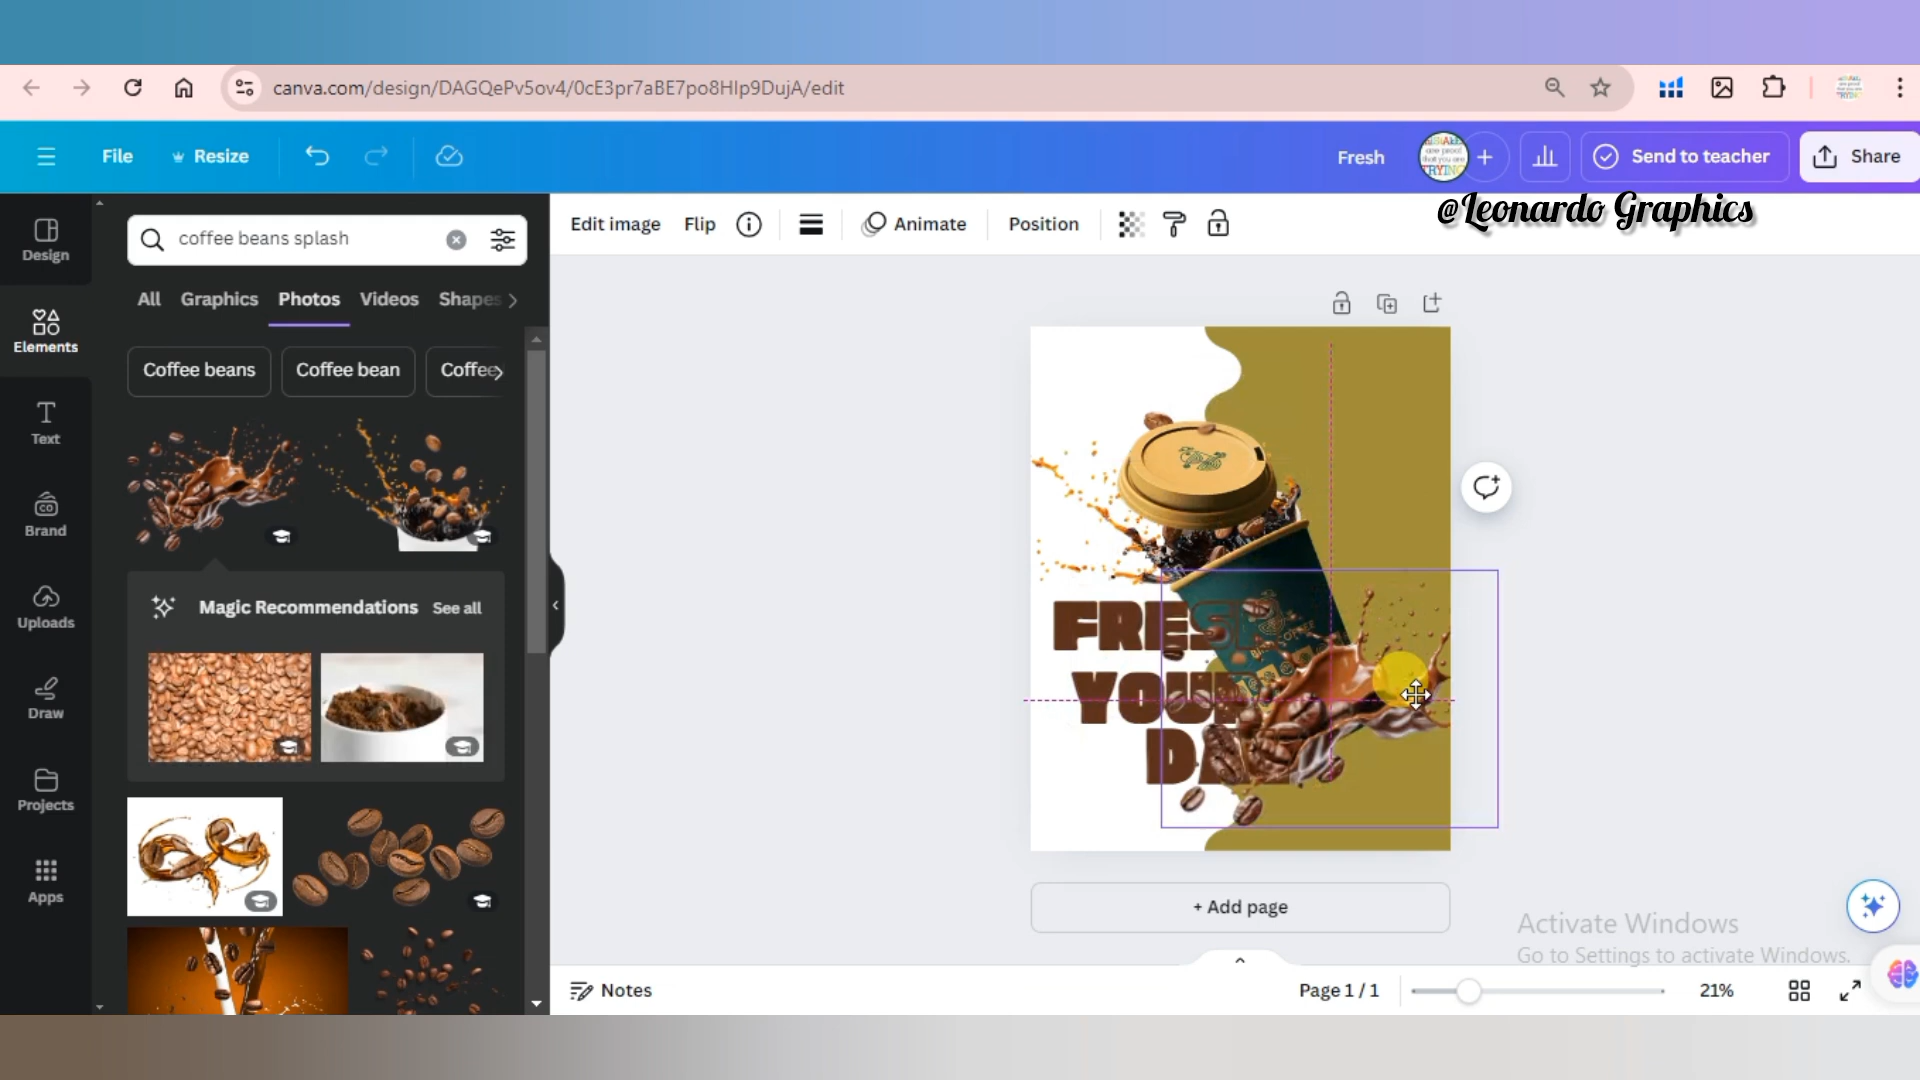 canva.com/design/DAGQePv5ov4/0cE3pr7aBE7po8HIp9DujA/edit
File
Resize
Fresh
Send to teacher
Share
@Leonardo Graphics
Design
Elements
Text
Brand
Uploads
Draw
Projects
Apps
coffee beans splash
All
Graphics
Photos
Videos
Shapes
Coffee beans
Coffee bean
Coffee
Magic Recommendations
See all
Edit image
Flip
Animate
Position
FRESH
YOUR
DAY
+ Add page
Activate Windows
Go to Settings to activate Windows.
Notes
Page 1 / 1
21%